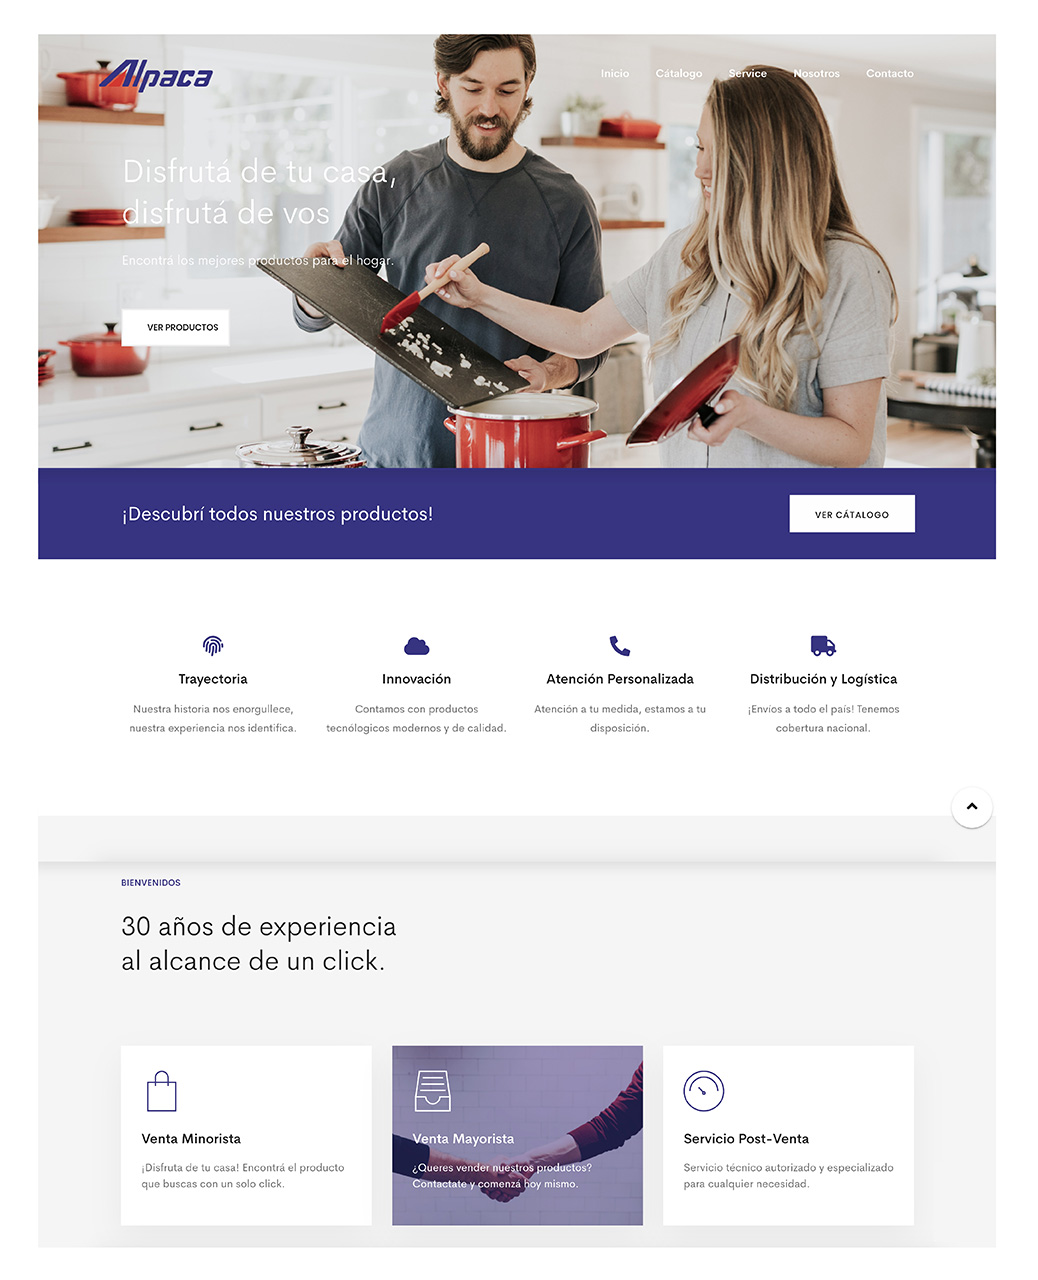 Alpaca
Inicio Cátalogo Service Nosotros Contacto
Disfrutá de tu casa,
disfrutá de vos
Encontrá los mejores productos para el hogar.
VER PRODUCTOS
¡Descubrí todos nuestros productos!
VER CÁTALOGO
Trayectoria
Nuestra historia nos enorgullece,
nuestra experiencia nos identifica.
Innovación
Contamos con productos
tecnólogicos modernos y de calidad.
Atención Personalizada
Atención a tu medida, estamos a tu
disposición.
Distribución y Logística
¡Envíos a todo el país! Tenemos
cobertura nacional.
BIENVENIDOS
30 años de experiencia
al alcance de un click.
Venta Minorista
¡Disfruta de tu casa! Encontrá el producto
que buscas con un solo click.
Venta Mayorista
¿Queres vender nuestros productos?
Contactate y comenzá hoy mismo.
Servicio Post-Venta
Servicio técnico autorizado y especializado
para cualquier necesidad.